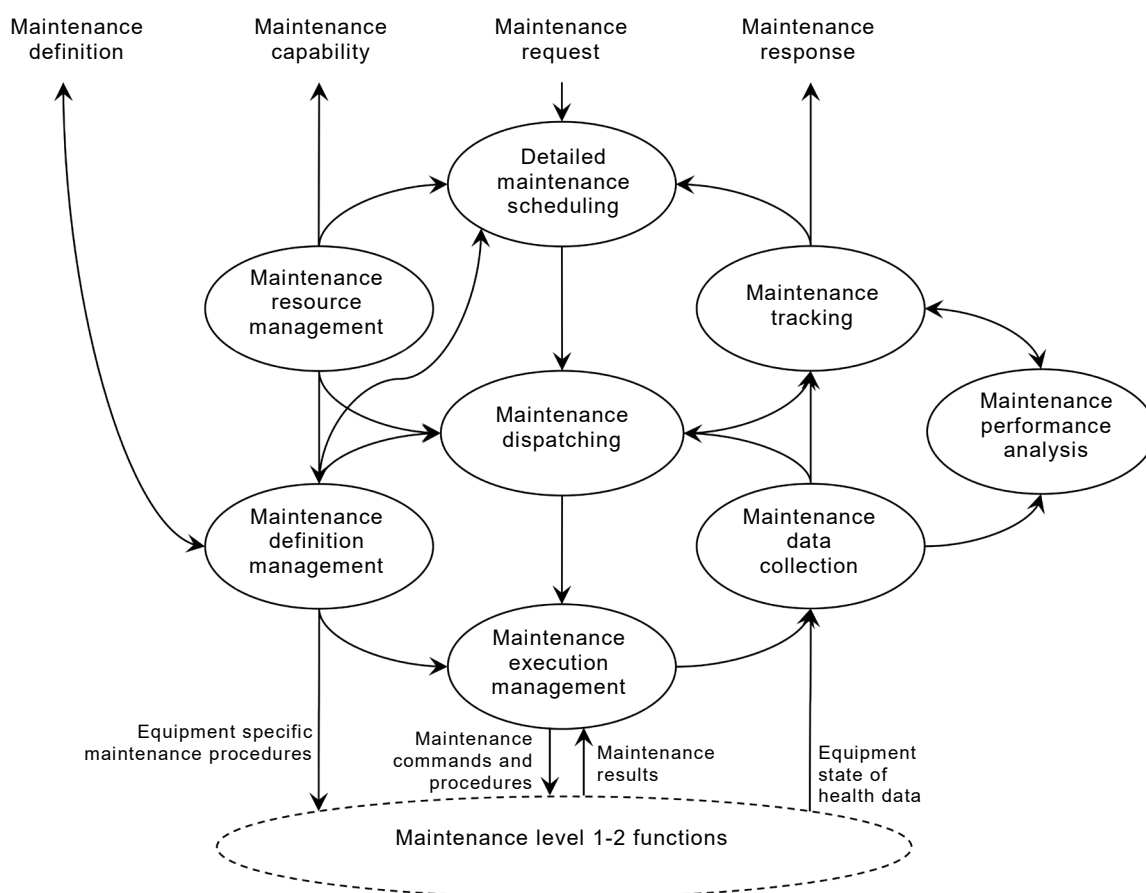 Maintenance
definition
Maintenance
capability
Maintenance
request
Maintenance
response
Detailed
maintenance
scheduling
Maintenance
resource
management
Maintenance
tracking
Maintenance
dispatching
Maintenance
performance
analysis
Maintenance
definition
management
Maintenance
data
collection
Maintenance
execution
management
Equipment specific
maintenance procedures
Maintenance
commands and
procedures
Maintenance
results
Equipment
state of
health data
Maintenance level 1-2 functions